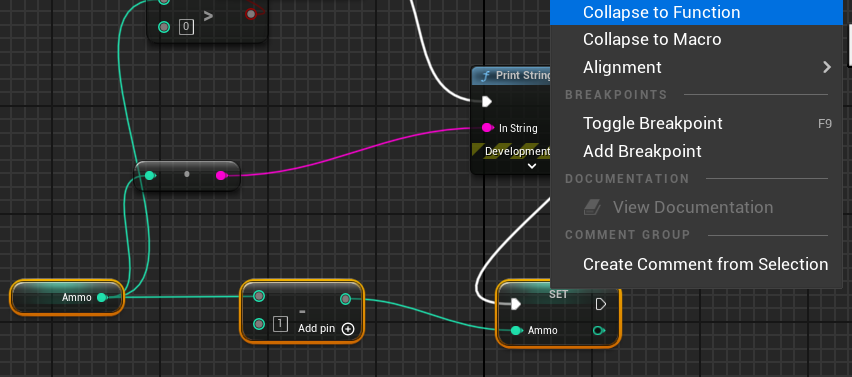 Collapse to Function
0
>
Collapse to Macro
Alignment
Print String
BREAKPOINTS
Toggle Breakpoint F9
In String
Add Breakpoint
Development
DOCUMENTATION
View Documentation
COMMENT GROUP
Create Comment from Selection
SET
Ammo
-
1
Add pin
Ammo